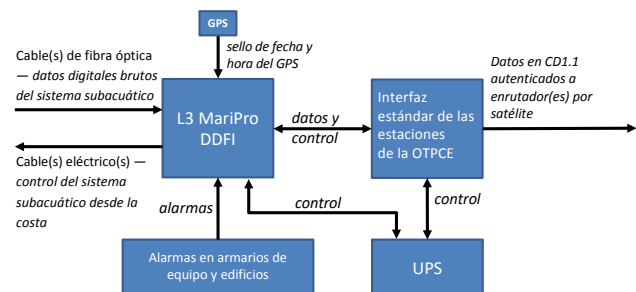 GPS
sello de fecha y
hora del GPS
Cable(s) de fibra óptica
— datos digitales brutos
del sistema subacuático
L3 MariPro
DDFI
datos y
control
Interfaz
estándar de las
estaciones
de la OTPCE
Datos en CD1.1
autenticados a
enrutador(es) por
satélite
Cable(s) eléctrico(s) —
control del sistema
subacuático desde la
costa
alarmas
control
control
Alarmas en armarios de
equipo y edificios
UPS